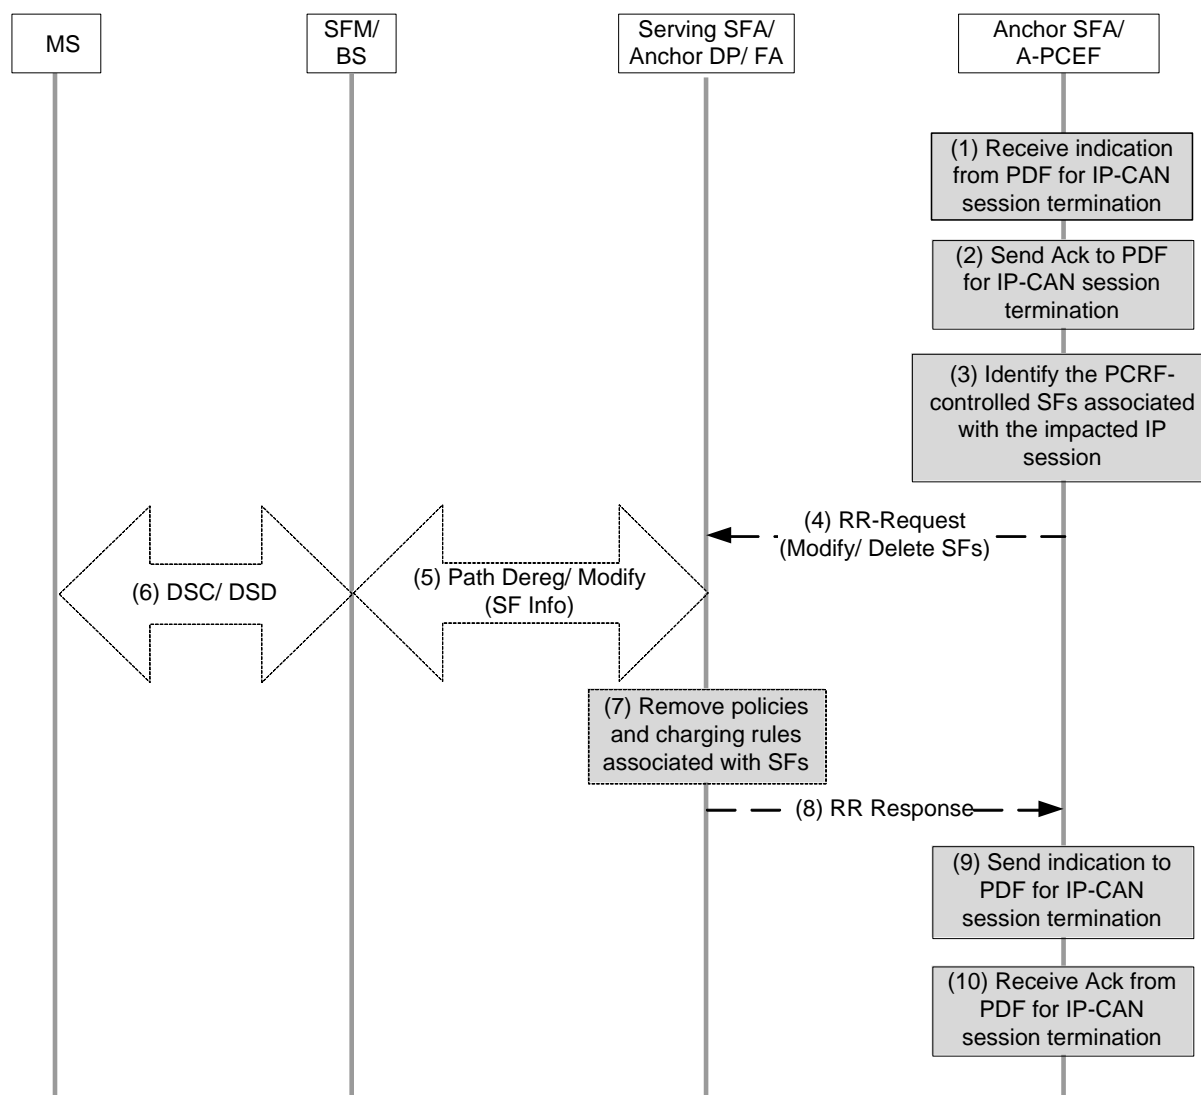 MS
SFM/
BS
Serving SFA/
Anchor DP/ FA
Anchor SFA/
A-PCEF
(1) Receive indication
from PDF for IP-CAN
session termination
(2) Send Ack to PDF
for IP-CAN session
termination
(3) Identify the PCRF-
controlled SFs associated
with the impacted IP
session
(4) RR-Request
(Modify/ Delete SFs)
(5) Path Dereg/ Modify
(SF Info)
(6) DSC/ DSD
(7) Remove policies
and charging rules
associated with SFs
(8) RR Response
(9) Send indication to
PDF for IP-CAN
session termination
(10) Receive Ack from
PDF for IP-CAN
session termination